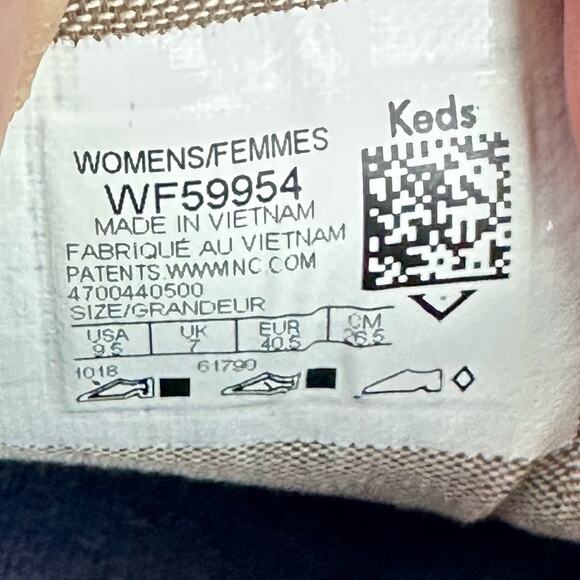 Keds
WOMENS/FEMMES
WF59954
MADE IN VIETNAM
FABRIQUÉ AU VIETNAM
PATENTS.WWWMNC.COM
4700440500
SIZE/GRANDEUR
USA UK EUR CM
9.5 7 40.5 26.5
1018 61790